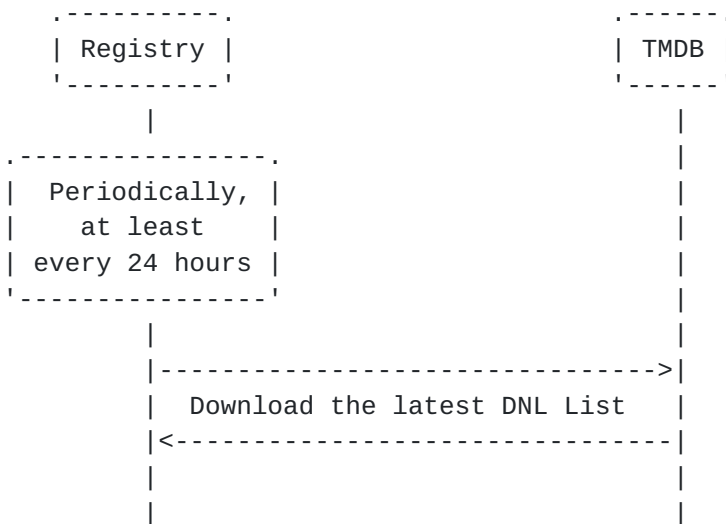 Registry TMDB
Periodically,
at least
every 24 hours
Download the latest DNL List